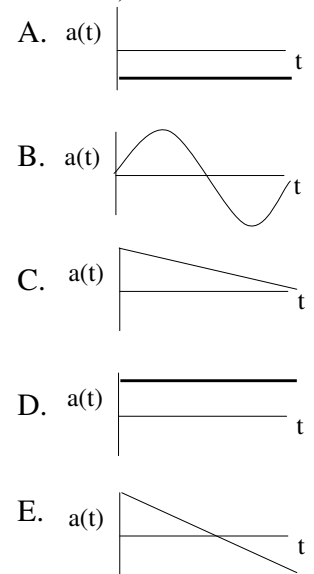 A. a(t)
t
B. a(t)
t
C. a(t)
t
D. a(t)
t
E. a(t)
t